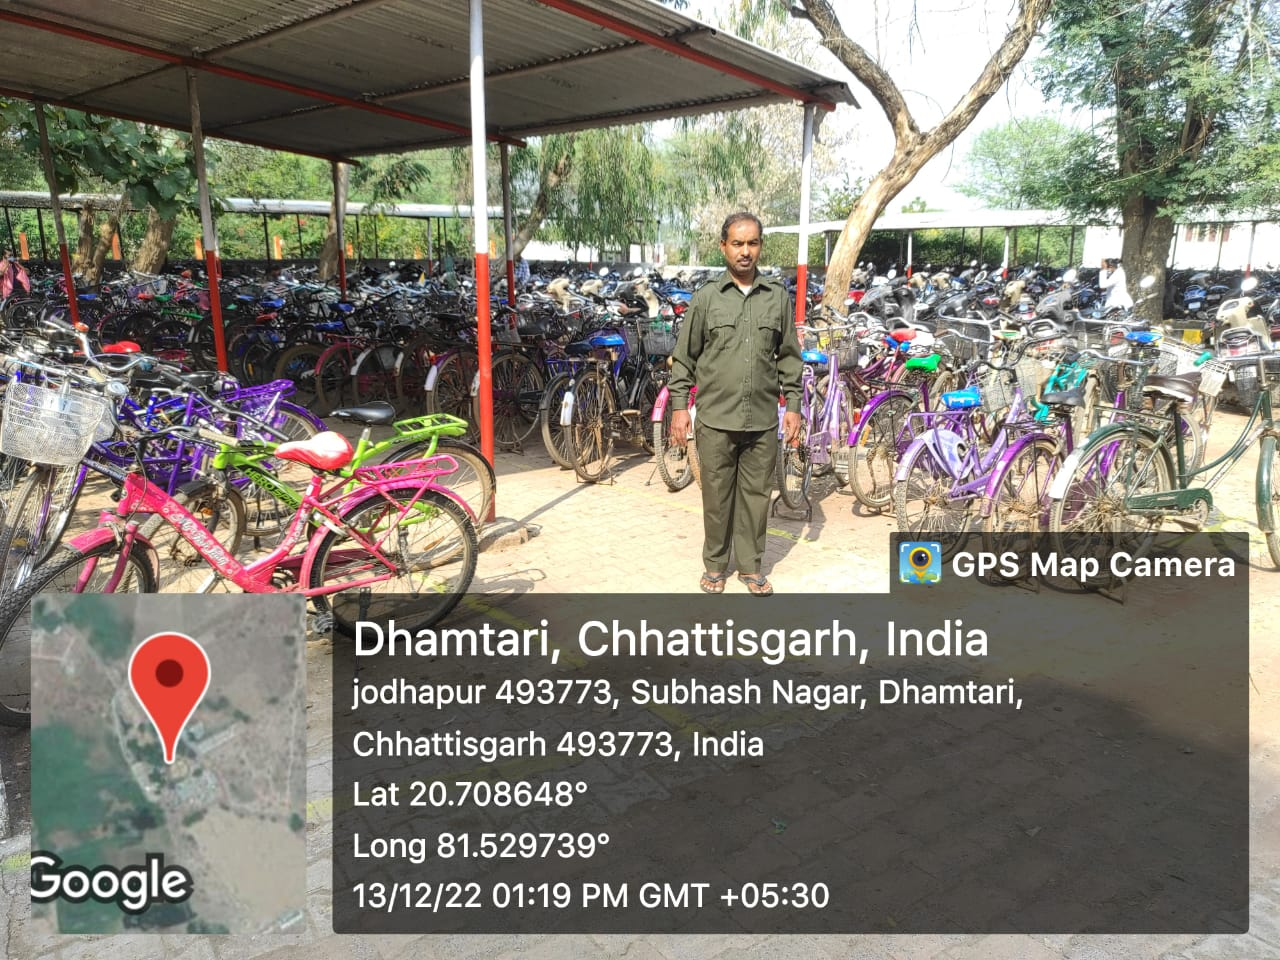 GPS Map Camera
Dhamtari, Chhattisgarh, India
jodhapur 493773, Subhash Nagar, Dhamtari,
Chhattisgarh 493773, India
Lat 20.708648°
Long 81.529739°
13/12/22 01:19 PM GMT +05:30
Google